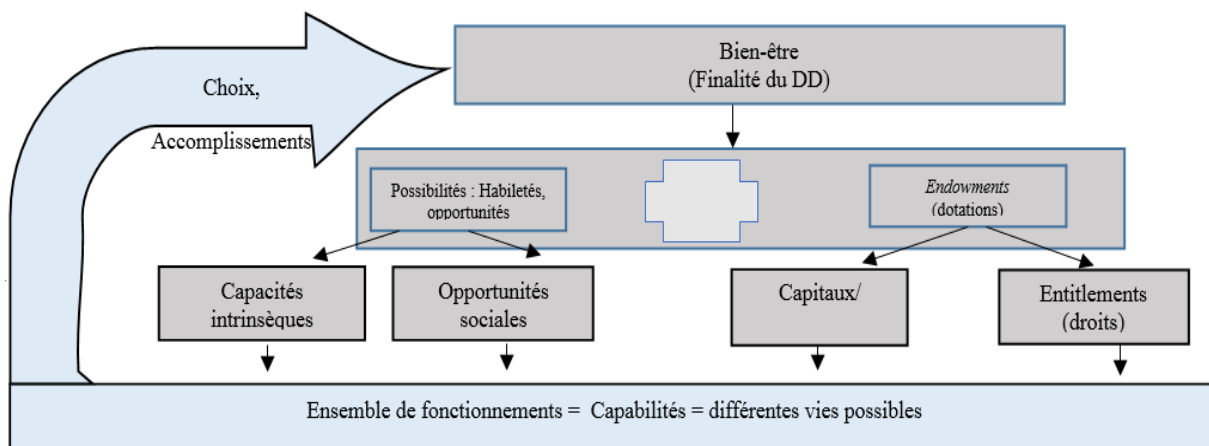 Bien-être
(Finalité du DD)
Choix,
Accomplissements
Possibilités : Habiletés,
opportunités
Endowments
(dotations)
Capacités
intrinsèques
Opportunités
sociales
Capitaux/
Entitlements
(droits)
Ensemble de fonctionnements = Capabilités = différentes vies possibles